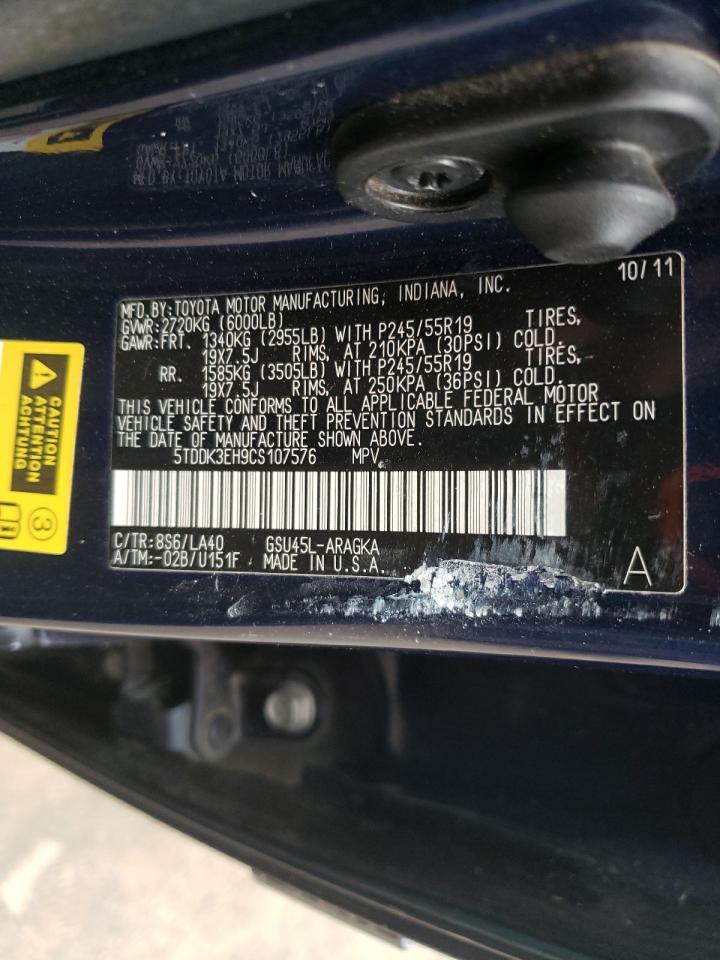 10/11
MFD.BY:TOYOTA MOTOR MANUFACTURING, INDIANA, INC.
GVWR:2720KG (6000LB)
GAWR:FRT. 1340KG (2955LB) WITH P245/55R19 TIRES,
19X7.5J RIMS, AT 210KPA (30PSI) COLD.
RR. 1585KG (3505LB) WITH P245/55R19 TIRES,
19X7.5J RIMS, AT 250KPA (36PSI) COLD.
THIS VEHICLE CONFORMS TO ALL APPLICABLE FEDERAL MOTOR
VEHICLE SAFETY AND THEFT PREVENTION STANDARDS IN EFFECT ON
THE DATE OF MANUFACTURE SHOWN ABOVE.
5TDDK3EH9CS107576 MPV
C/TR:8S6/LA40 GSU45L-ARAGKA
A/TM:-02B/U151F MADE IN U.S.A.
A
CAUTION
ATTENTION
ACHTUNG
3